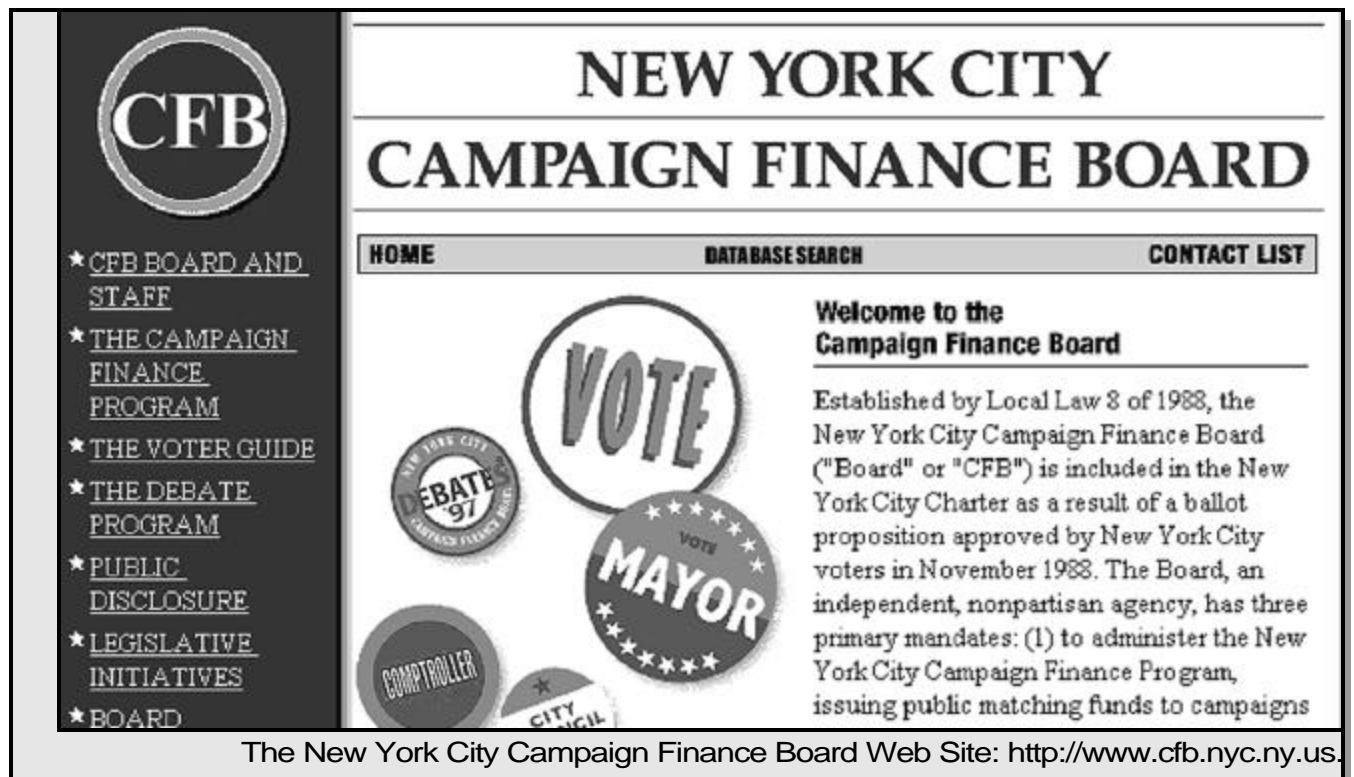 CFB
CFB BOARD AND
STAFF
THE CAMPAIGN
FINANCE
PROGRAM
THE VOTER GUIDE
THE DEBATE
PROGRAM
PUBLIC
DISCLOSURE
LEGISLATIVE
INITIATIVES
BOARD
NEW YORK CITY
CAMPAIGN FINANCE BOARD
HOME DATABASE SEARCH CONTACT LIST
VOTE
NEW YORK CITY
DEBATES
'97
CAMPAIGN FINANCE BOARD
VOTE
MAYOR
COMPTROLLER
CITY
Welcome to the
Campaign Finance Board
Established by Local Law 8 of 1988, the
New York City Campaign Finance Board
("Board" or "CFB") is included in the New
York City Charter as a result of a ballot
proposition approved by New York City
voters in November 1988. The Board, an
independent, nonpartisan agency, has three
primary mandates: (1) to administer the New
York City Campaign Finance Program,
issuing public matching funds to campaigns
The New York City Campaign Finance Board Web Site: http://www.cfb.nyc.ny.us.